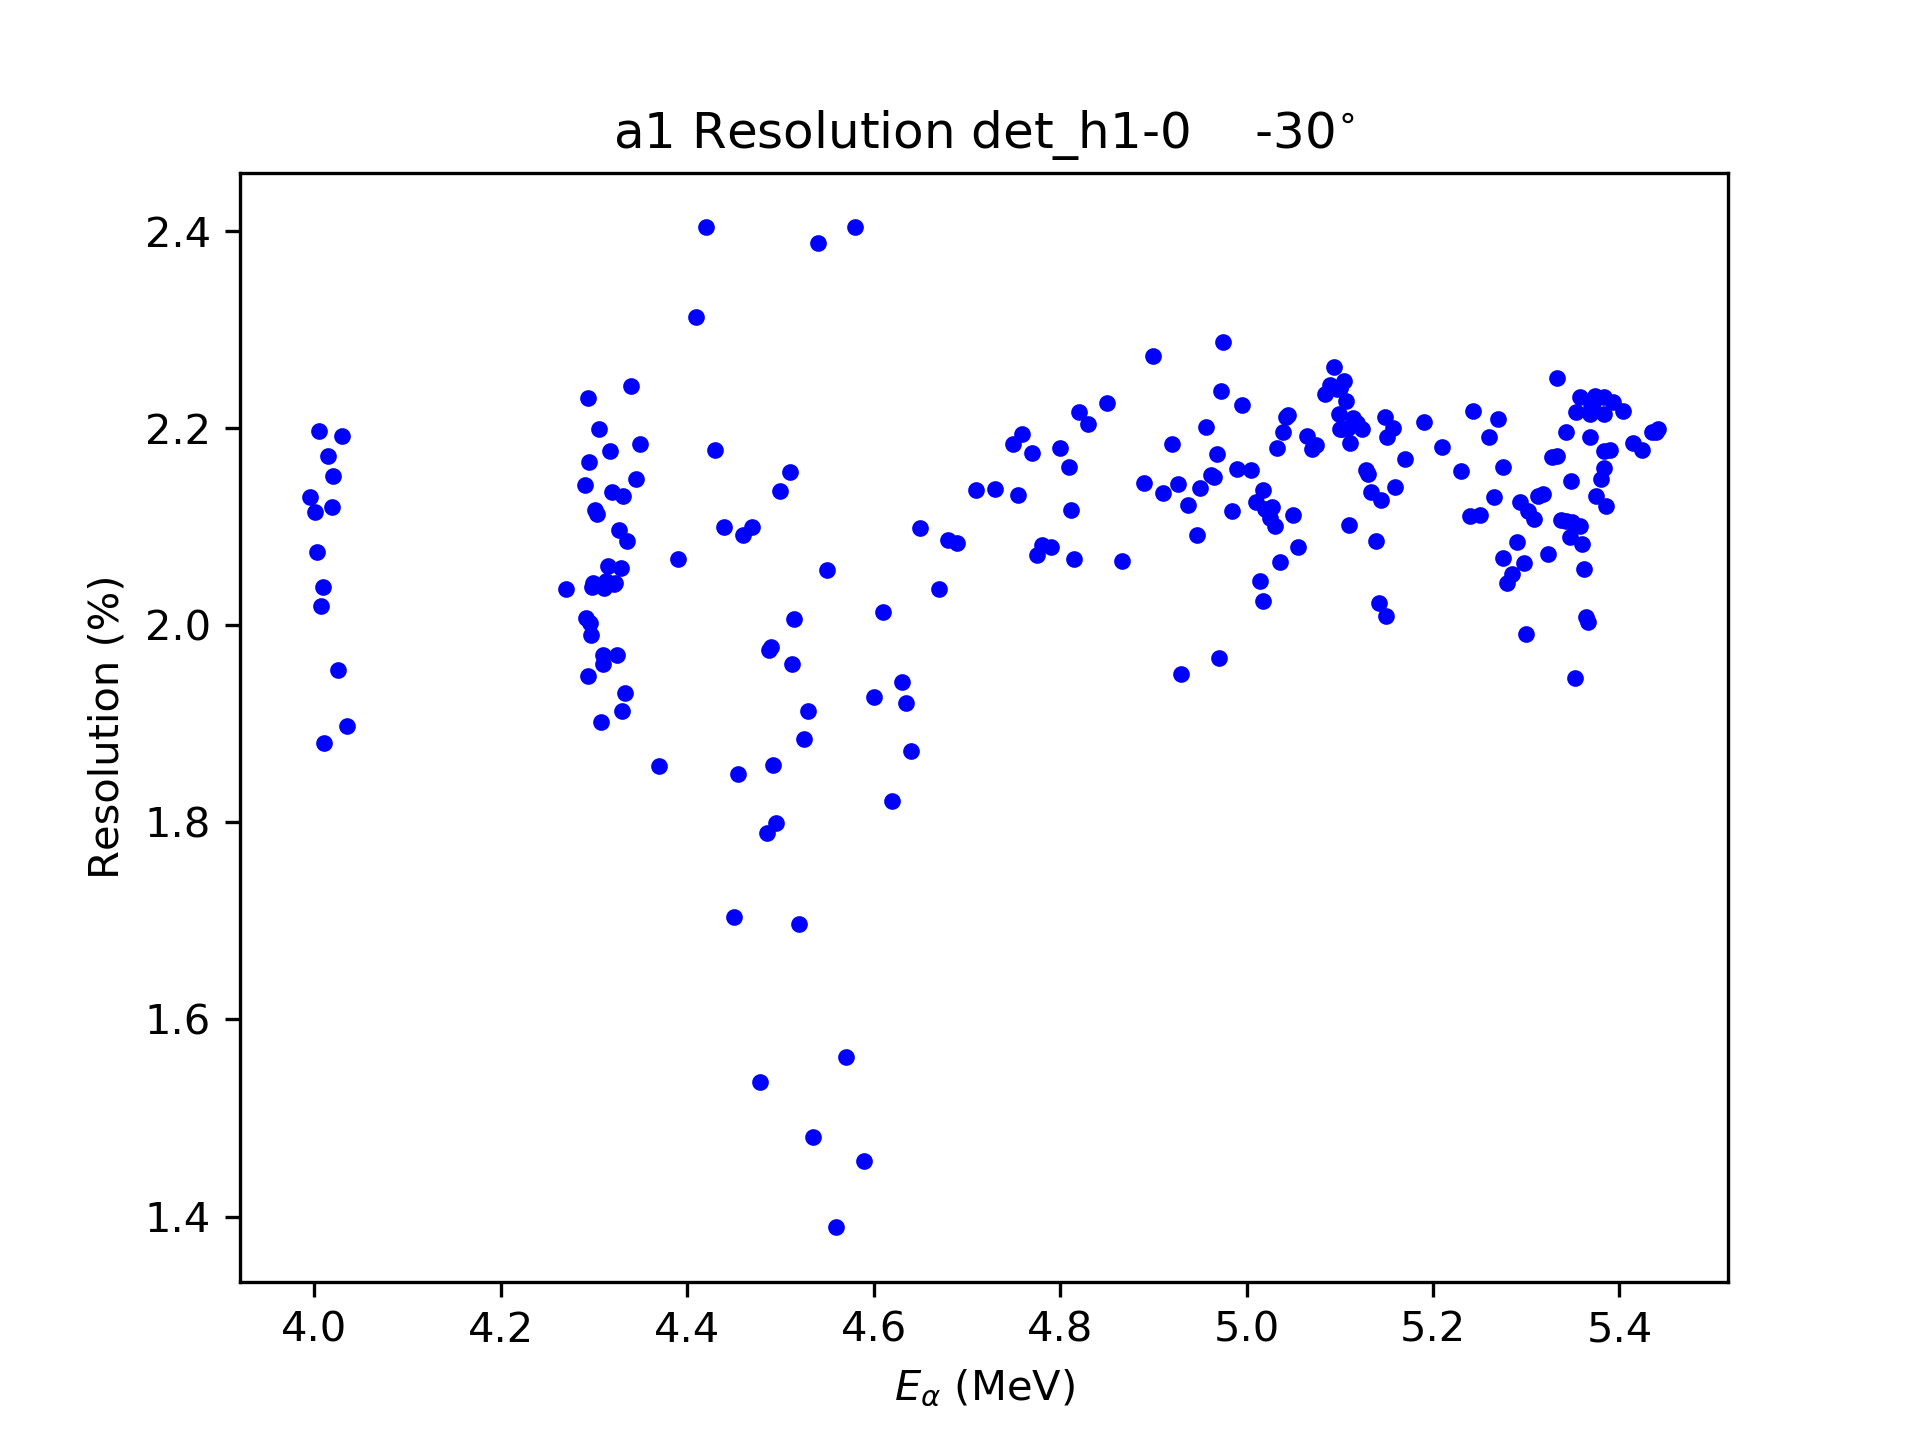 a1 Resolution det_h1-0 -30°
Resolution (%)
2.4
2.2
2.0
1.8
1.6
1.4
4.0 4.2 4.4 4.6 4.8 5.0 5.2 5.4
Eα (MeV)